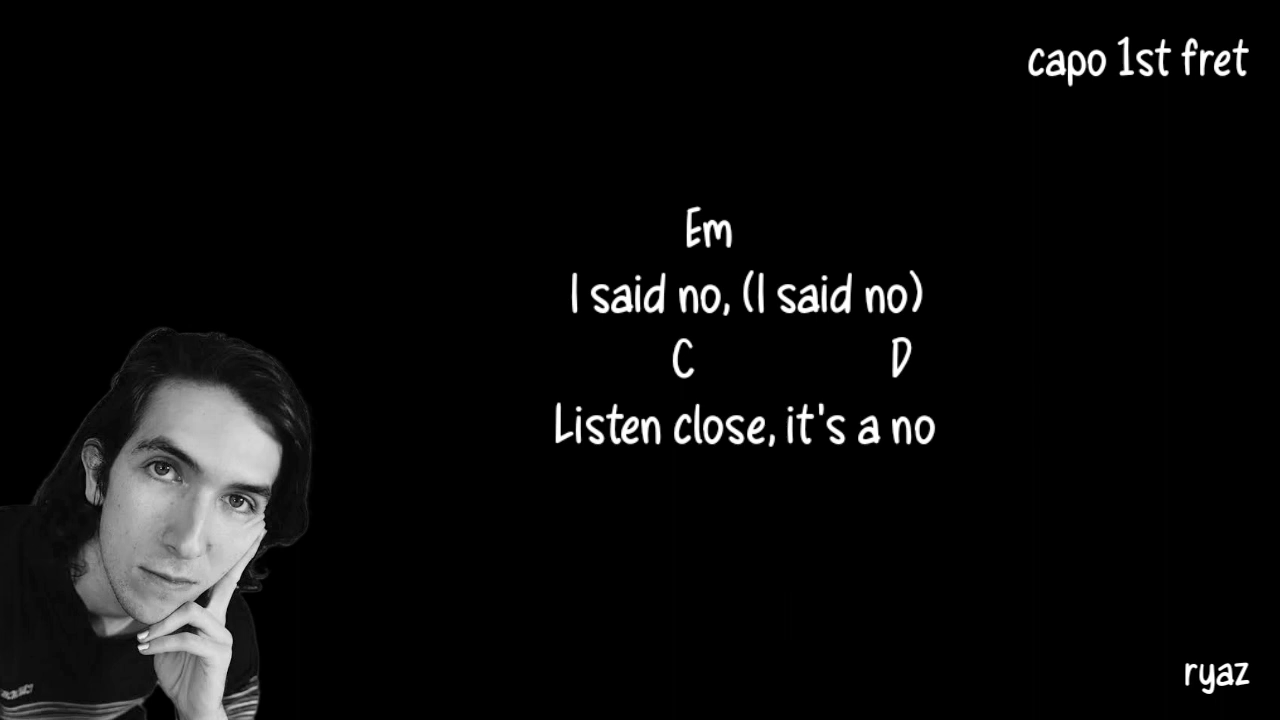 capo 1st fret
Em
I said no, (I said no)
C D
Listen close, it's a no
ryaz